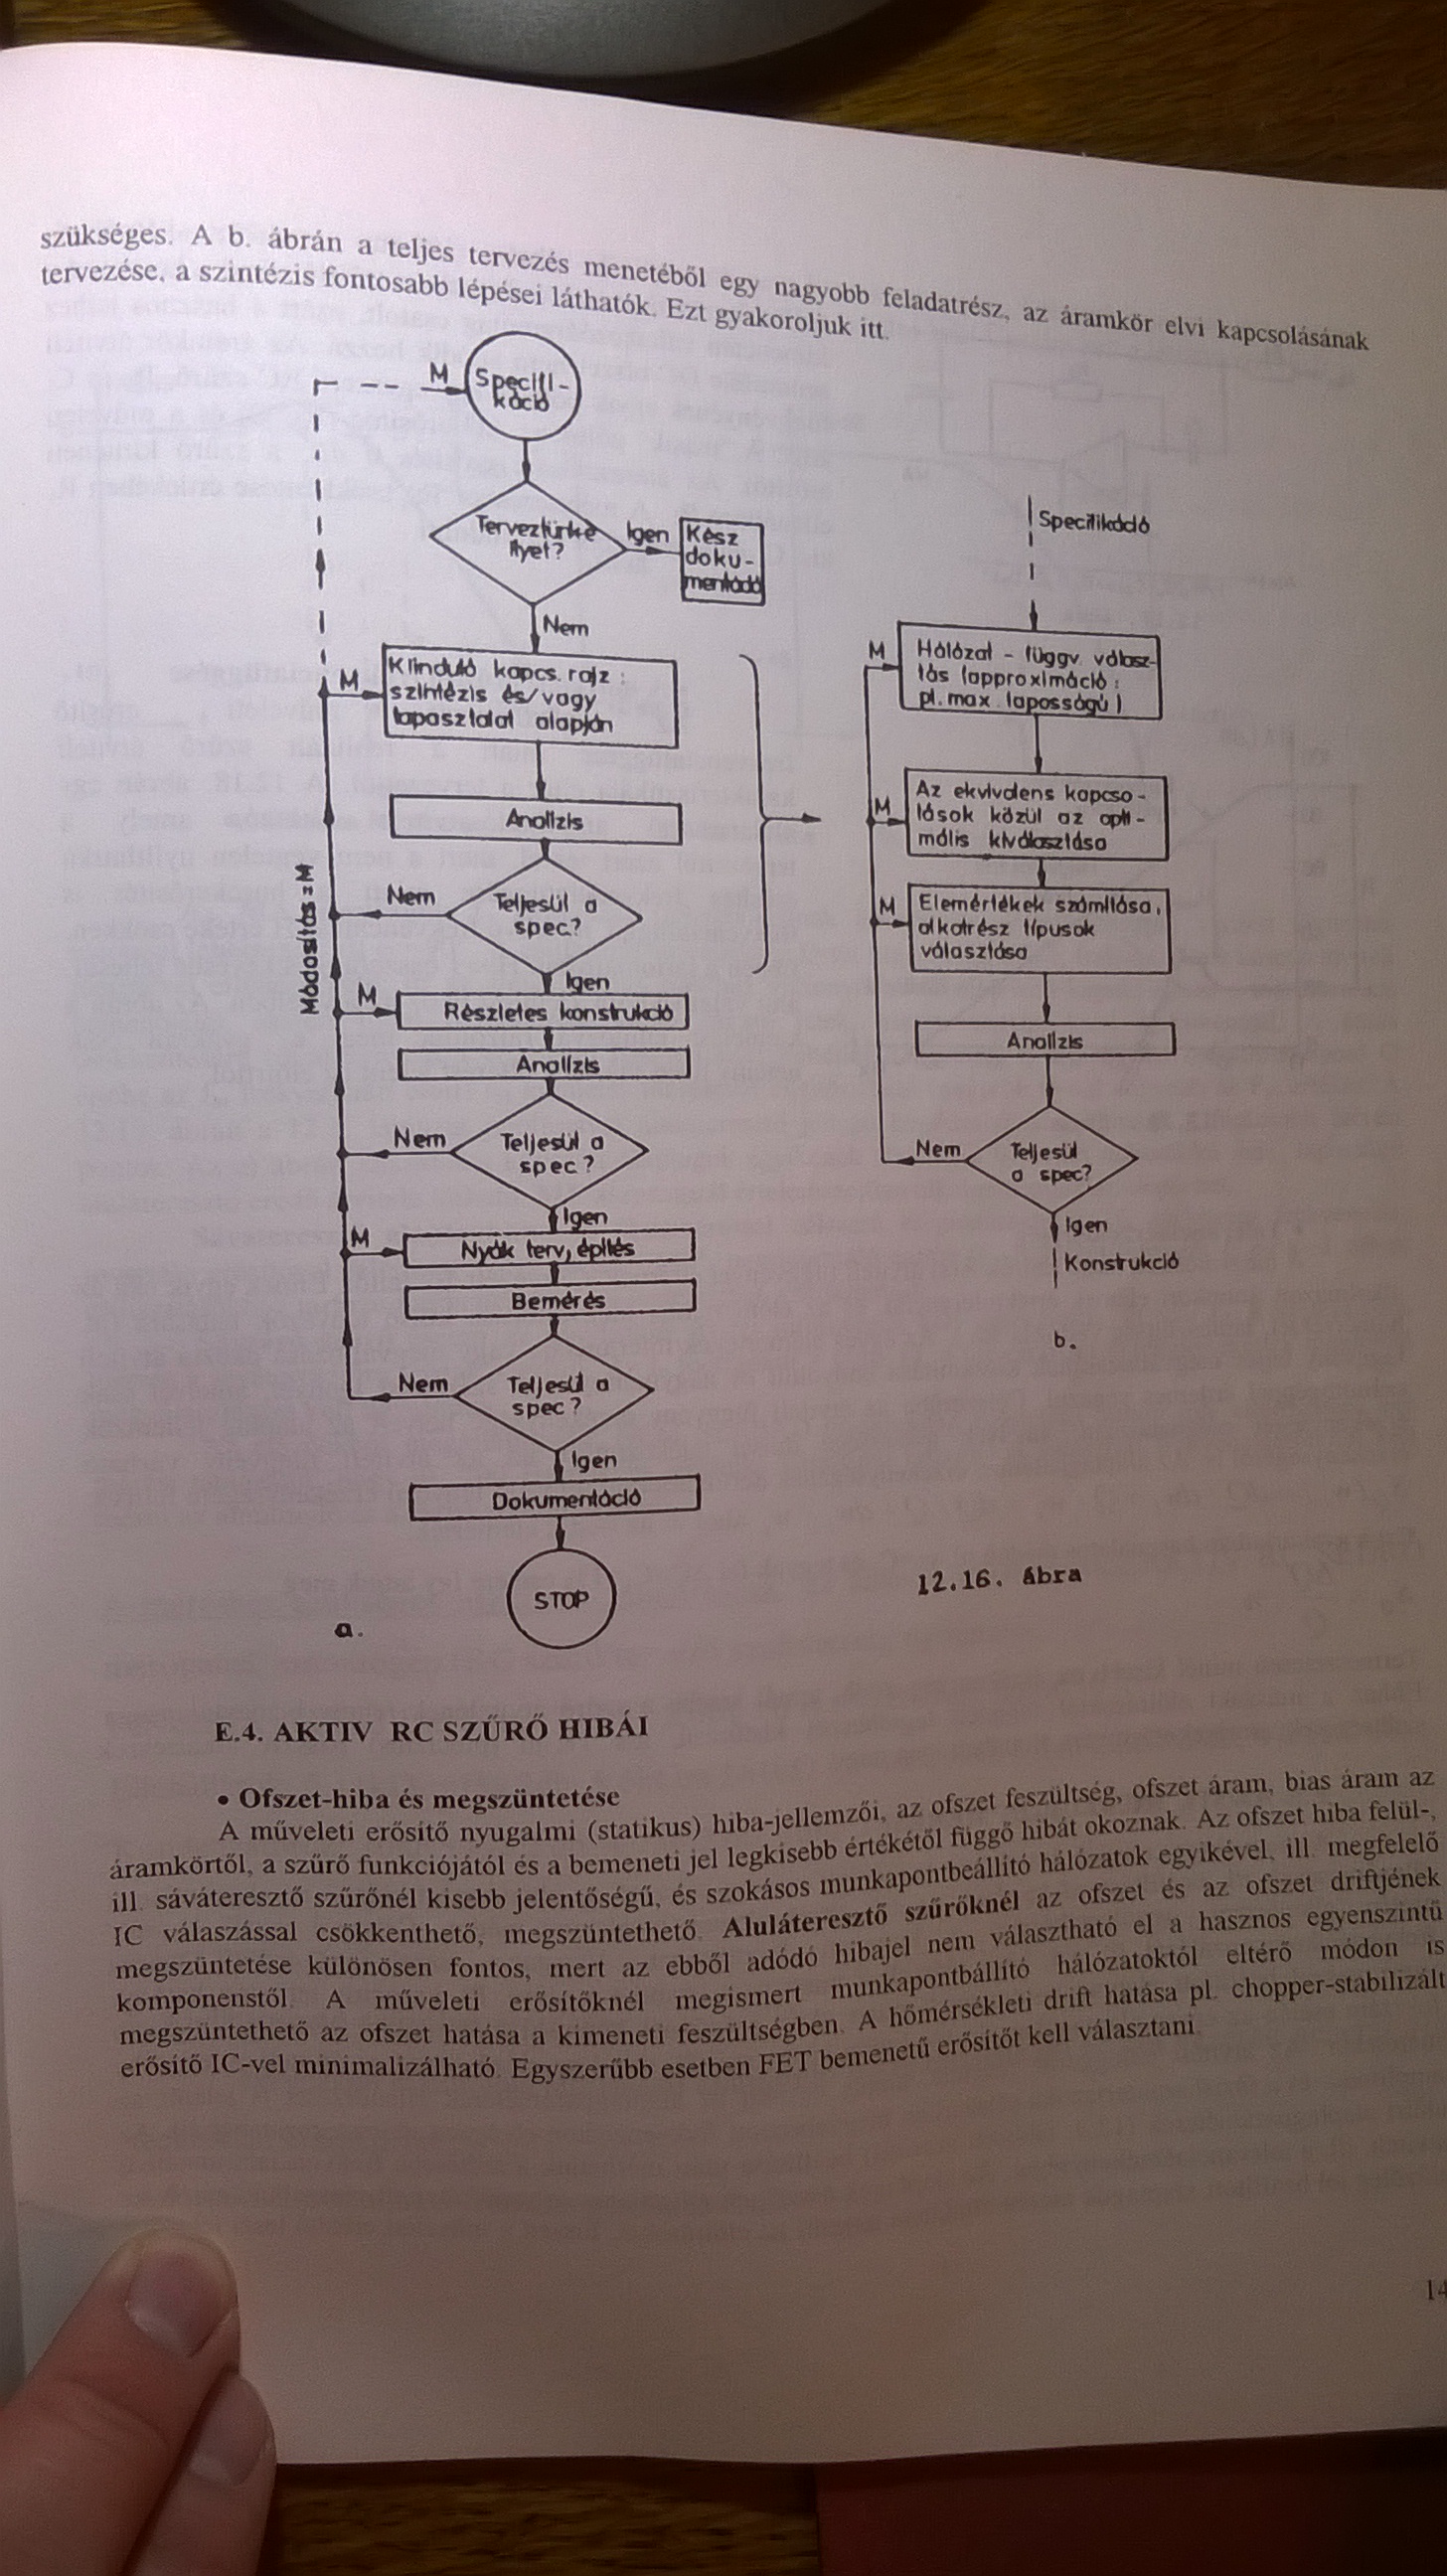 szükséges. A b. ábrán a teljes tervezés menetéből egy nagyobb feladatrész, az áramkör elvi kapcsolásának
tervezése, a szintézis fontosabb lépései láthatók. Ezt gyakoroljuk itt.
M
Specifi-
káció
Terveztünk-e
ilyet?
Igen
Kész
doku-
mentáció
Nem
M
Kiinduló kapcs. rajz :
szintézis és/vagy
tapasztalat alapján
Analízis
Nem
Teljesül a
spec.?
Igen
Módosítás=M
M
Részletes konstrukció
Analízis
Nem
Teljesül a
spec?
Igen
M
Nyák terv, építés
Bemérés
Nem
Teljesül a
spec?
Igen
Dokumentáció
STOP
a.
Specifikáció
M
Hálózat - függv. válasz-
tás (approximáció :
pl. max. laposságú)
M
Az ekvivalens kapcso-
lások közül az opti-
mális kiválasztása
M
Elemértékek számítása,
alkatrész típusok
választása
Analízis
Nem
Teljesül
a spec?
Igen
Konstrukció
b.
12.16. ábra
E.4. AKTIV RC SZŰRŐ HIBÁI
• Ofszet-hiba és megszüntetése
A műveleti erősítő nyugalmi (statikus) hiba-jellemzői, az ofszet feszültség, ofszet áram, bias áram az
áramkörtől, a szűrő funkciójától és a bemeneti jel legkisebb értékétől függő hibát okoznak. Az ofszet hiba felül-,
ill. sáváteresztő szűrőnél kisebb jelentőségű, és szokásos munkapontbeállító hálózatok egyikével, ill. megfelelő
IC válaszással csökkenthető, megszüntethető. Aluláteresztő szűrőknél az ofszet és az ofszet driftjének
megszüntetése különösen fontos, mert az ebből adódó hibajel nem választható el a hasznos egyenszintű
komponenstől. A műveleti erősítőknél megismert munkapontbállító hálózatoktól eltérő módon is
megszüntethető az ofszet hatása a kimeneti feszültségben. A hőmérsékleti drift hatása pl. chopper-stabilizált
erősítő IC-vel minimalizálható. Egyszerűbb esetben FET bemenetű erősítőt kell választani.